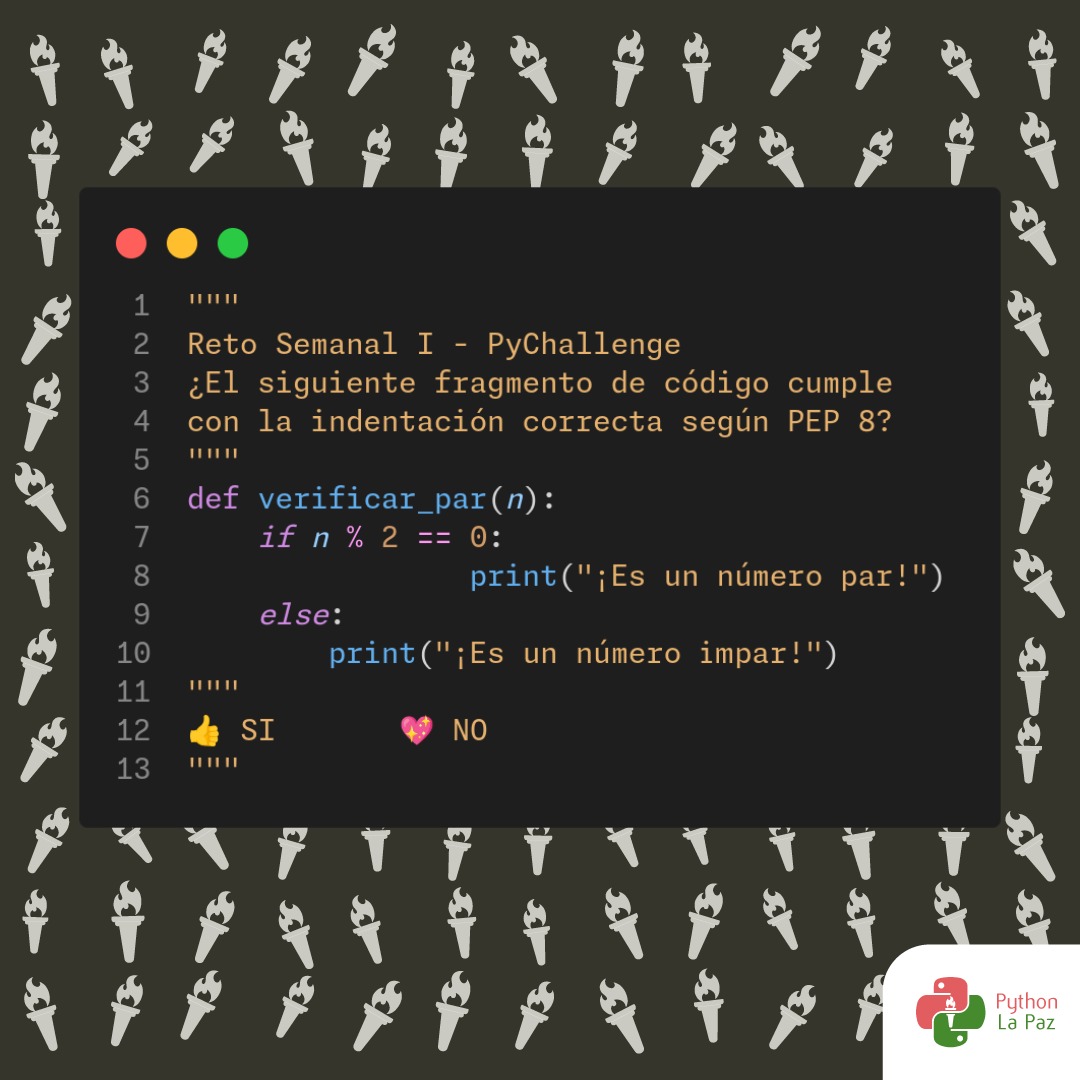 1 """
2 Reto Semanal I - PyChallenge
3 ¿El siguiente fragmento de código cumple
4 con la indentación correcta según PEP 8?
5 """
6 def verificar_par(n):
7     if n % 2 == 0:
8                 print("¡Es un número par!")
9     else:
10         print("¡Es un número impar!")
11 """
12 👍 SI       💖 NO
13 """
Python
La Paz